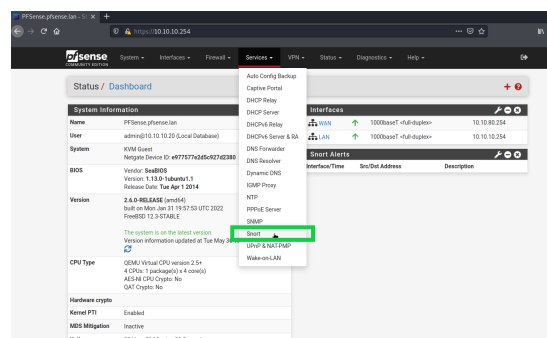 PFSense.pfsense.lan - S
https://10.10.10.254
pfsense
COMMUNITY EDITION
System
Interfaces
Firewall
Services
VPN
Status
Diagnostics
Help
Auto Config Backup
Captive Portal
DHCP Relay
DHCP Server
DHCPv6 Relay
DHCPv6 Server & RA
DNS Forwarder
DNS Resolver
Dynamic DNS
IGMP Proxy
NTP
PPPoE Server
SNMP
Snort
UPnP & NAT-PMP
Wake-on-LAN
Status / Dashboard
System Information
Name PFSense.pfsense.lan
User admin@10.10.10.20 (Local Database)
System KVM Guest
Netgate Device ID: e977577e2d5c927d2380
BIOS Vendor: SeaBIOS
Version: 1.13.0-1ubuntu1.1
Release Date: Tue Apr 1 2014
Version 2.6.0-RELEASE (amd64)
built on Mon Jan 31 19:57:53 UTC 2022
FreeBSD 12.3-STABLE
The system is on the latest version.
Version information updated at Tue May 3
CPU Type QEMU Virtual CPU version 2.5+
4 CPUs: 1 package(s) x 4 core(s)
AES-NI CPU Crypto: No
QAT Crypto: No
Hardware crypto
Kernel PTI Enabled
MDS Mitigation Inactive
Interfaces
WAN 1000baseT <full-duplex> 10.10.80.254
LAN 1000baseT <full-duplex> 10.10.10.254
Snort Alerts
Interface/Time Src/Dst Address Description